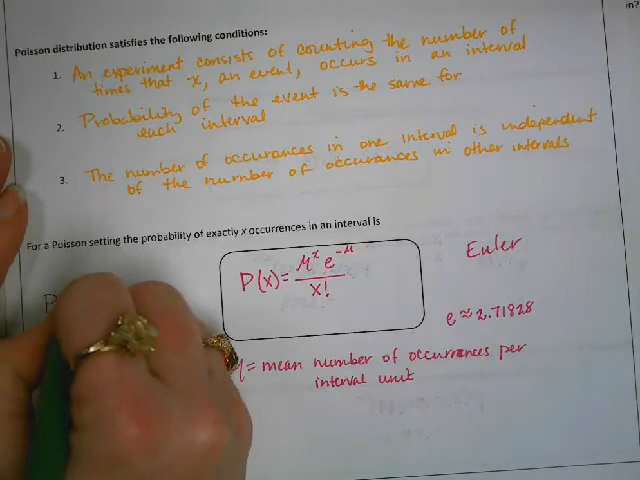 in?
Poisson distribution satisfies the following conditions:
1. An experiment consists of counting the number of
times that x, an event, occurs in an interval
2. Probability of the event is the same for
each interval
3. The number of occurances in one interval is independent
of the number of occurances in other intervals
For a Poisson setting the probability of exactly x occurrences in an interval is
P(x) = μˣ e^-μ / x!
Euler
e ≈ 2.71828
= mean number of occurrences per
interval unit
P